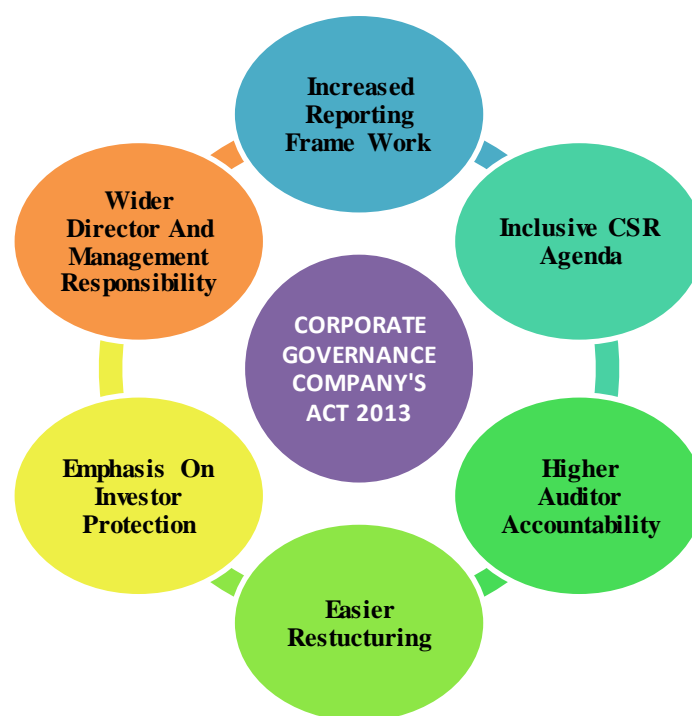 Increased
Reporting
Frame Work
Inclusive CSR
Agenda
Higher
Auditor
Accountability
Easier
Restucturing
Emphasis On
Investor
Protection
Wider
Director And
Management
Responsibility
CORPORATE
GOVERNANCE
COMPANY'S
ACT 2013